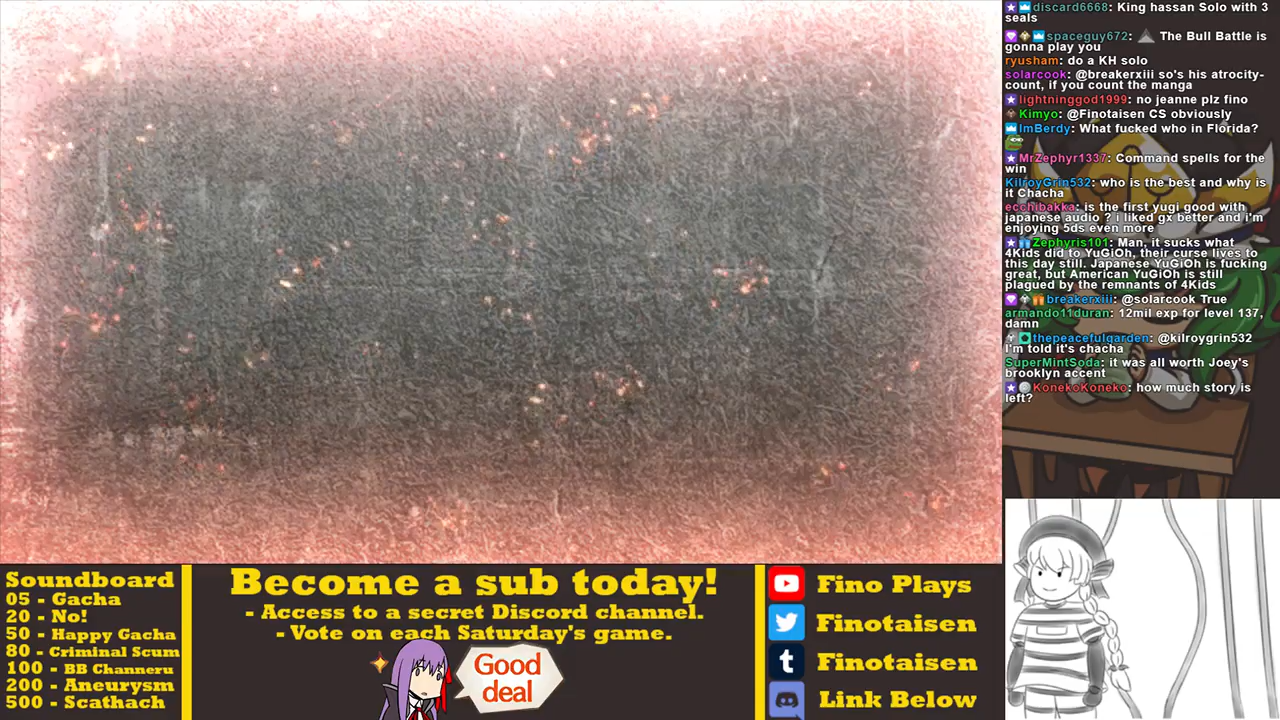 discard6668: King hassan Solo with 3
seals
spaceguy672: The Bull Battle is
gonna play you
ryusham: do a KH solo
solarcook: @breakerxiii so's his atrocity-
count, if you count the manga
lightninggod1999: no jeanne plz fino
Kimyo: @Finotaisen CS obviously
ImBerdy: What fucked who in Florida?
MrZephyr1337: Command spells for the
win
KilroyGrin532: who is the best and why is
it Chacha
ecchibakka: is the first yugi good with
japanese audio ? i liked gx better and i'm
enjoying 5ds even more
Zephyris101: Man, it sucks what
4Kids did to YuGiOh, their curse lives to
this day still. Japanese YuGiOh is fucking
great, but American YuGiOh is still
plagued by the remnants of 4Kids
breakerxiii: @solarcook True
armando11duran: 12mil exp for level 137,
damn
thepeacefulgarden: @kilroygrin532
I'm told it's chacha
SuperMintSoda: it was all worth Joey's
brooklyn accent
KonekoKoneko: how much story is
left?
Soundboard
05 - Gacha
20 - No!
50 - Happy Gacha
80 - Criminal Scum
100 - BB Channeru
200 - Aneurysm
500 - Scathach
Become a sub today!
- Access to a secret Discord channel.
- Vote on each Saturday's game.
Good
deal
Fino Plays
Finotaisen
t Finotaisen
Link Below